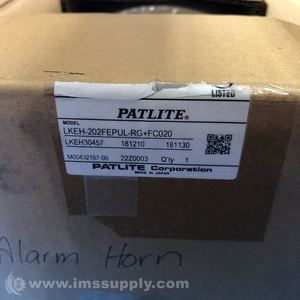 LISTED
PATLITE®
MODEL
LKEH-202FEPUL-RG+FC020
LKEH30457 181210 181130
M00432167-00 22Z0003 Q'ty 1
PATLITE Corporation
MADE IN JAPAN
Alarm Horn
© www.imssupply.com